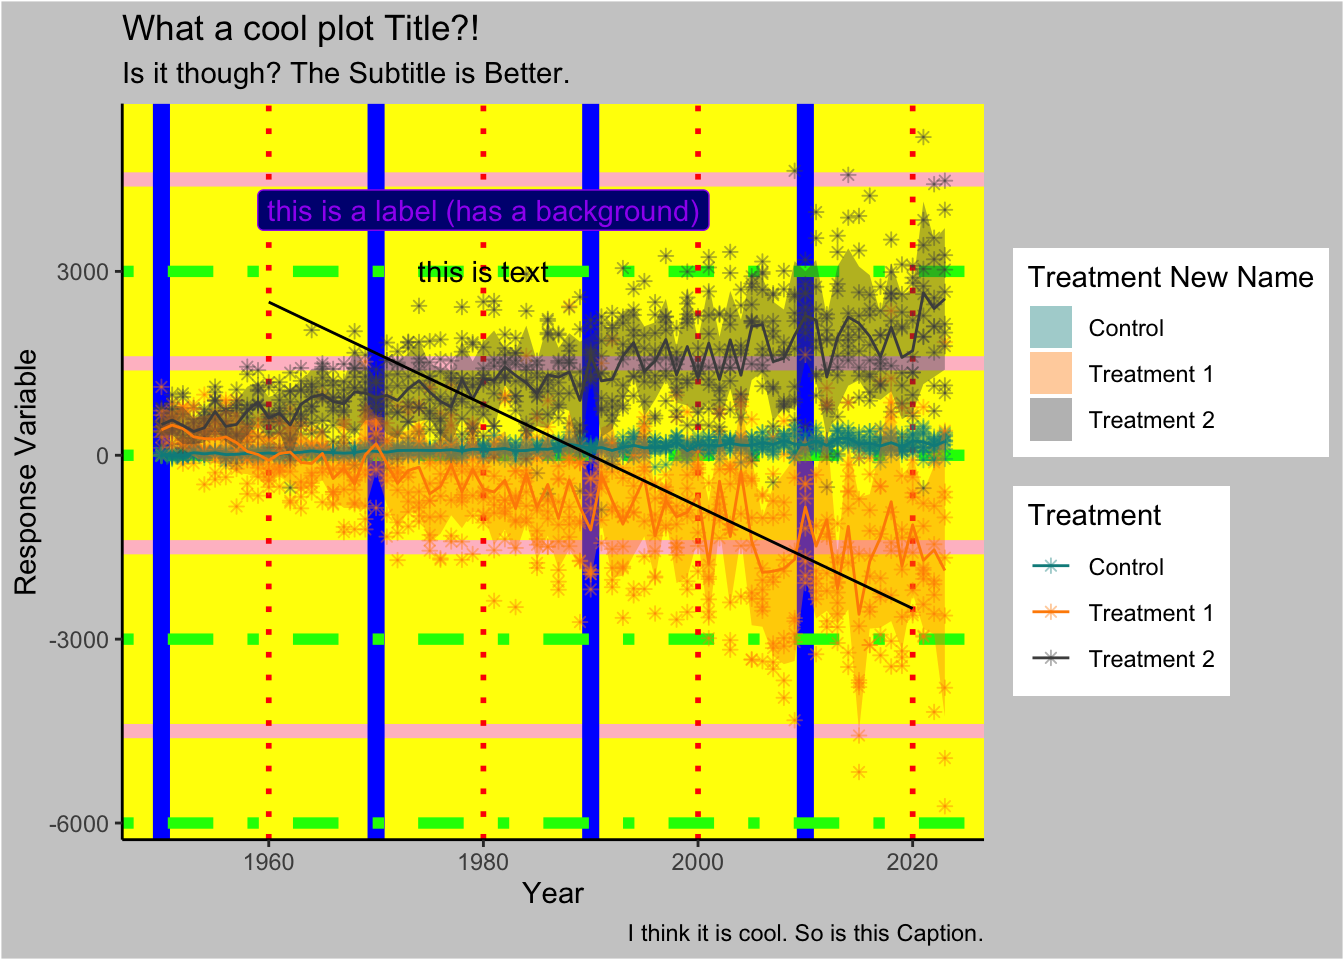 What a cool plot Title?!
Is it though? The Subtitle is Better.
this is a label (has a background)
this is text
3000
0
-3000
-6000
Response Variable
1960
1980
2000
2020
Year
I think it is cool. So is this Caption.
Treatment New Name
Control
Treatment 1
Treatment 2
Treatment
Control
Treatment 1
Treatment 2